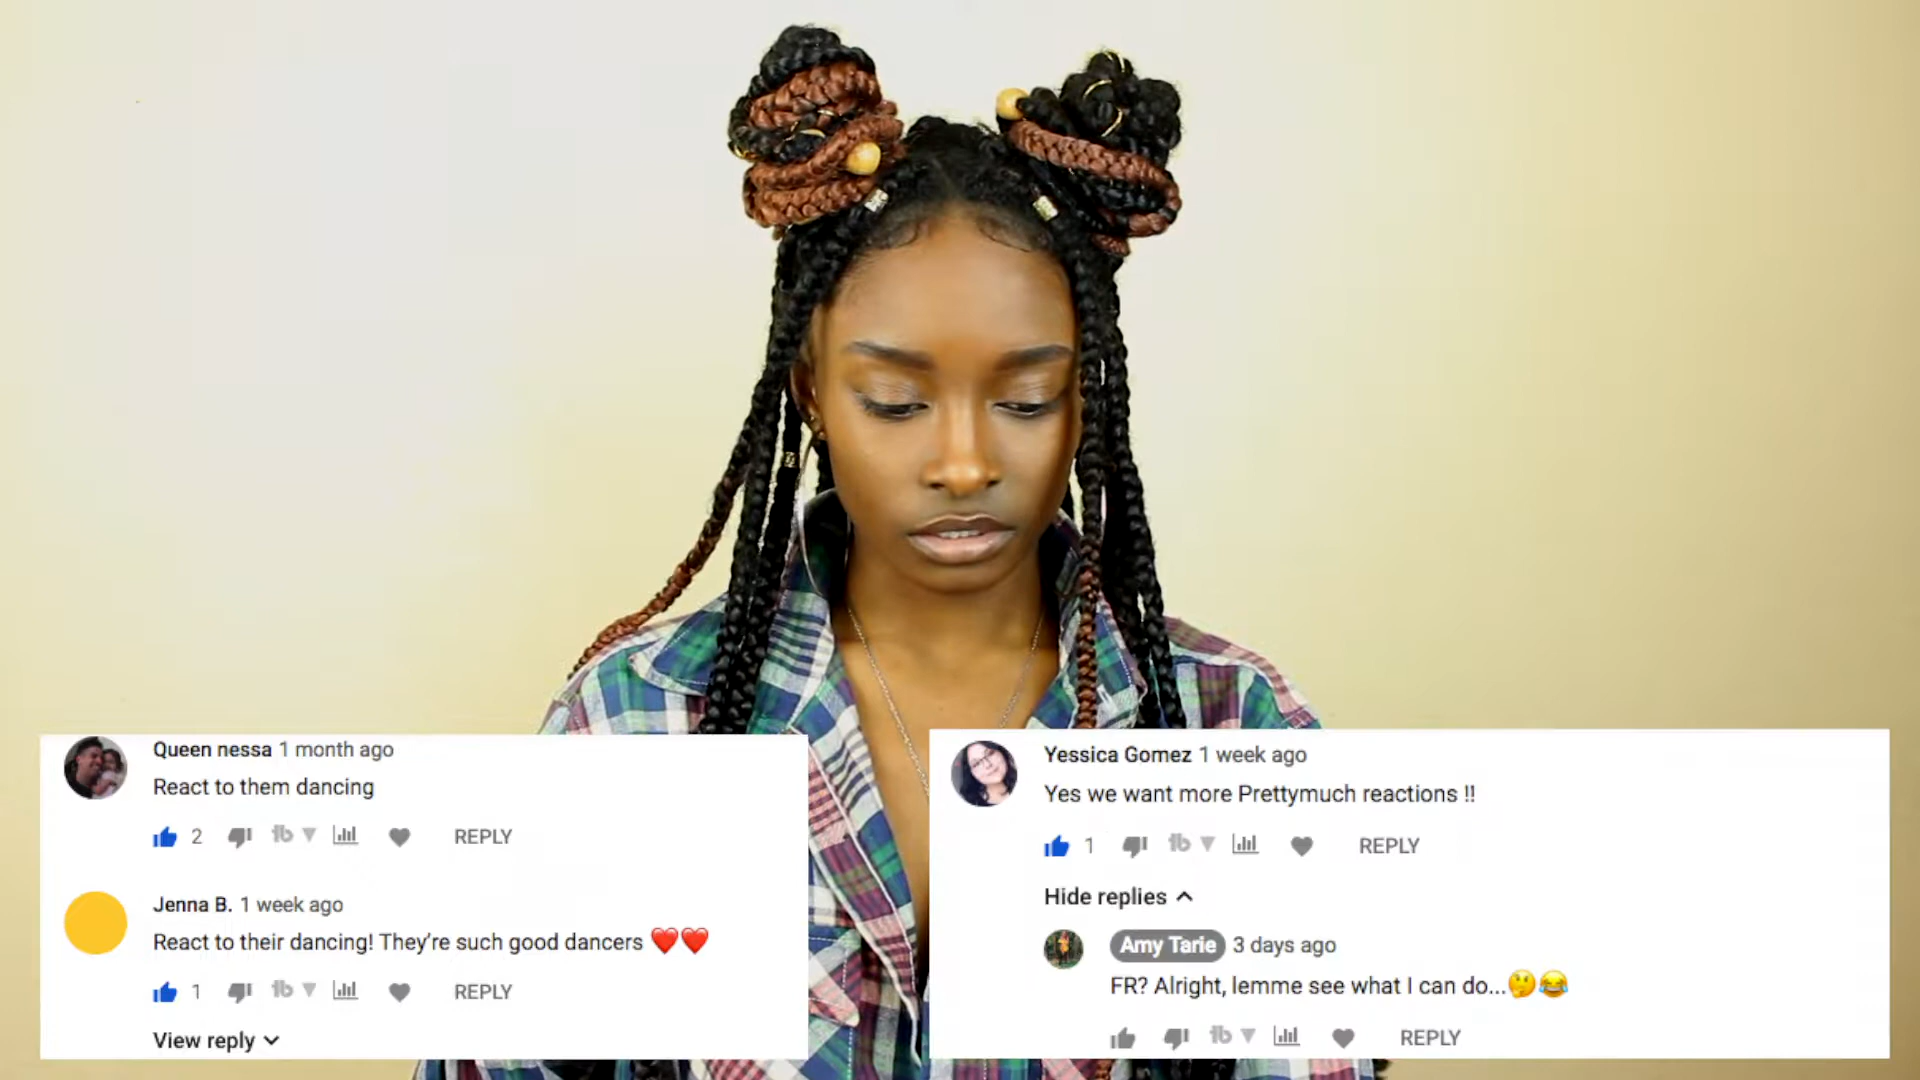 Queen nessa 1 month ago
React to them dancing
2
REPLY
Jenna B. 1 week ago
React to their dancing! They're such good dancers ❤️❤️
1
REPLY
View reply
Yessica Gomez 1 week ago
Yes we want more Prettymuch reactions !!
1
REPLY
Hide replies
Amy Tarie 3 days ago
FR? Alright, lemme see what I can do...🤔😂
REPLY